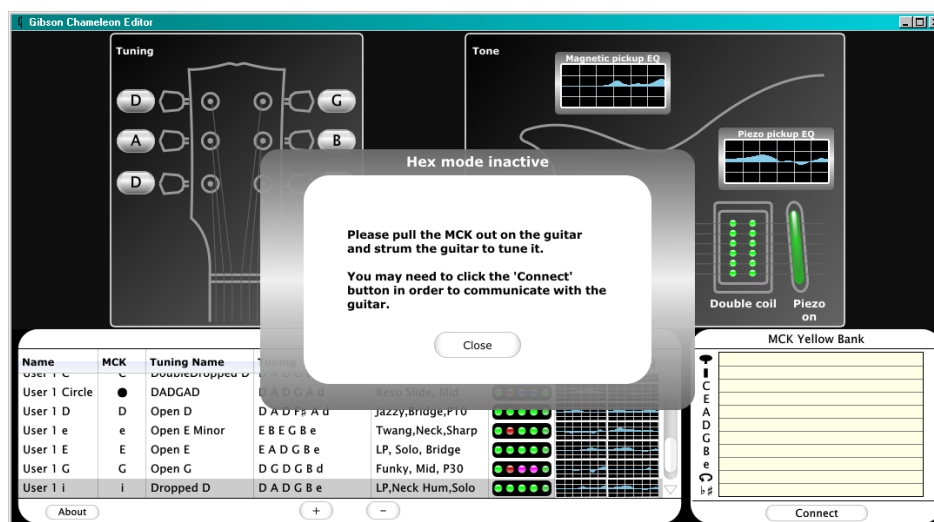 Gibson Chameleon Editor
Tuning
D
A
D
G
B
Tone
Magnetic pickup EQ
Piezo pickup EQ
Double coil
Piezo
on
Hex mode inactive
Please pull the MCK out on the guitar
and strum the guitar to tune it.
You may need to click the 'Connect'
button in order to communicate with the
guitar.
Close
Name MCK Tuning Name
User 1 C C DoubleDropped D
User 1 Circle ● DADGAD D A D G A d Reso Slide, Mid
User 1 D D Open D D A D F♯ A d Jazzy,Bridge,P10
User 1 e e Open E Minor E B E G B e Twang,Neck,Sharp
User 1 E E Open E E A D G B e LP, Solo, Bridge
User 1 G G Open G D G D G B d Funky, Mid, P30
User 1 i i Dropped D D A D G B e LP,Neck Hum,Solo
About + −
MCK Yellow Bank
C
E
A
D
G
B
e
♭♯
Connect